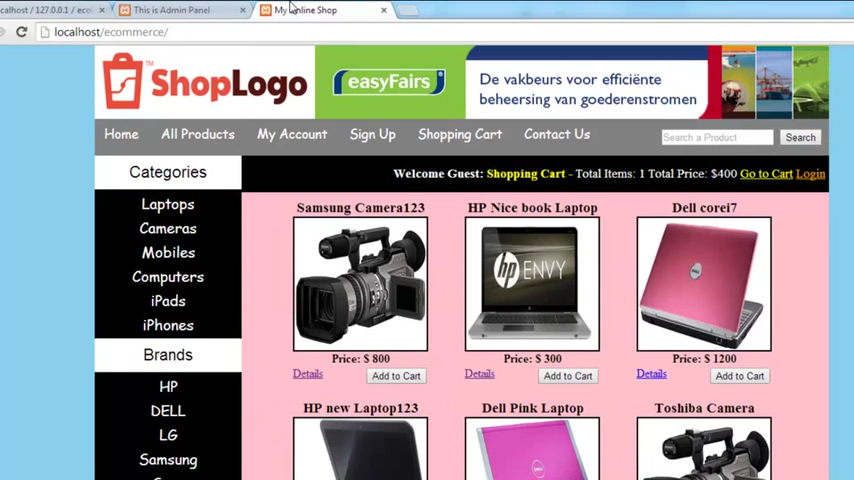 calhost / 127.0.0.1 / ec
This is Admin Panel
My Online Shop
localhost/ecommerce/
ShopLogo™
easyFairs
De vakbeurs voor efficiënte
beheersing van goederenstromen
Home All Products My Account Sign Up Shopping Cart Contact Us Search a Product Search
Categories
Welcome Guest: Shopping Cart - Total Items: 1 Total Price: $400 Go to Cart Login
Laptops
Cameras
Mobiles
Computers
iPads
iPhones
Brands
HP
DELL
LG
Samsung
Samsung Camera123 HP Nice book Laptop Dell corei7
hp ENVY
Price: $ 800 Price: $ 300 Price: $ 1200
Details Add to Cart Details Add to Cart Details Add to Cart
HP new Laptop123 Dell Pink Laptop Toshiba Camera